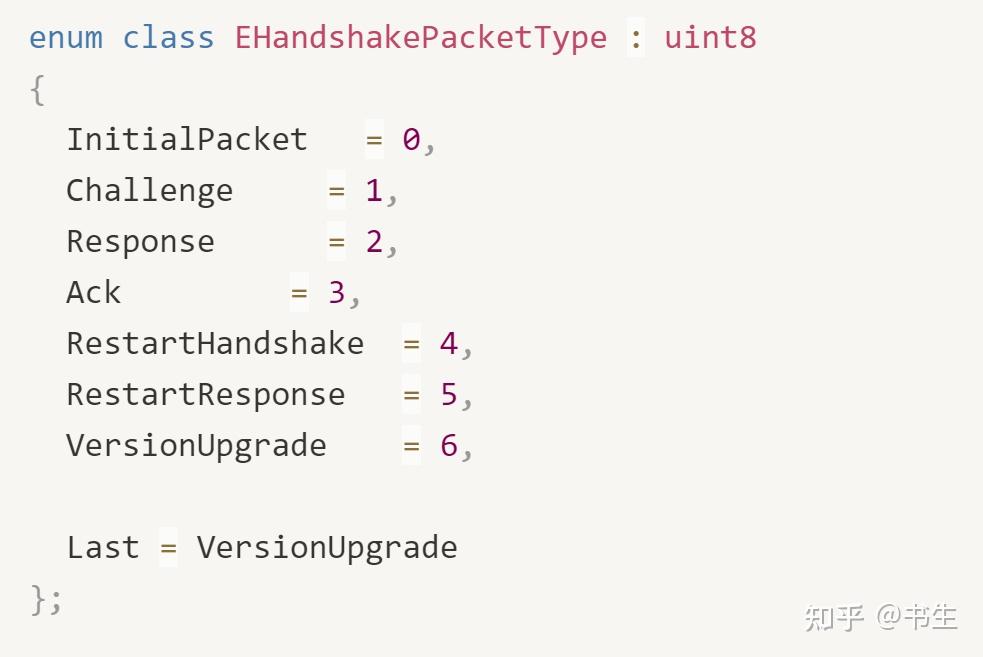 enum class EHandshakePacketType : uint8
{
  InitialPacket   = 0,
  Challenge     = 1,
  Response      = 2,
  Ack         = 3,
  RestartHandshake  = 4,
  RestartResponse   = 5,
  VersionUpgrade    = 6,

  Last = VersionUpgrade
};
知乎 @书生